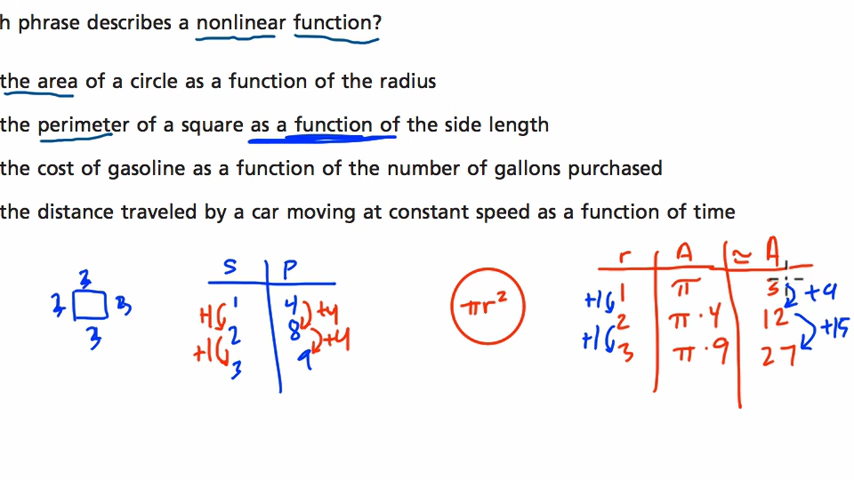 h phrase describes a nonlinear function?
the area of a circle as a function of the radius
the perimeter of a square as a function of the side length
the cost of gasoline as a function of the number of gallons purchased
the distance traveled by a car moving at constant speed as a function of time
3
3
3
3
S P
1 4
2 8
3 9
+1
+1
+4
+4
πr²
r A ≃ A
1 π 3
2 π·4 12
3 π·9 27
+1
+1
+9
+15